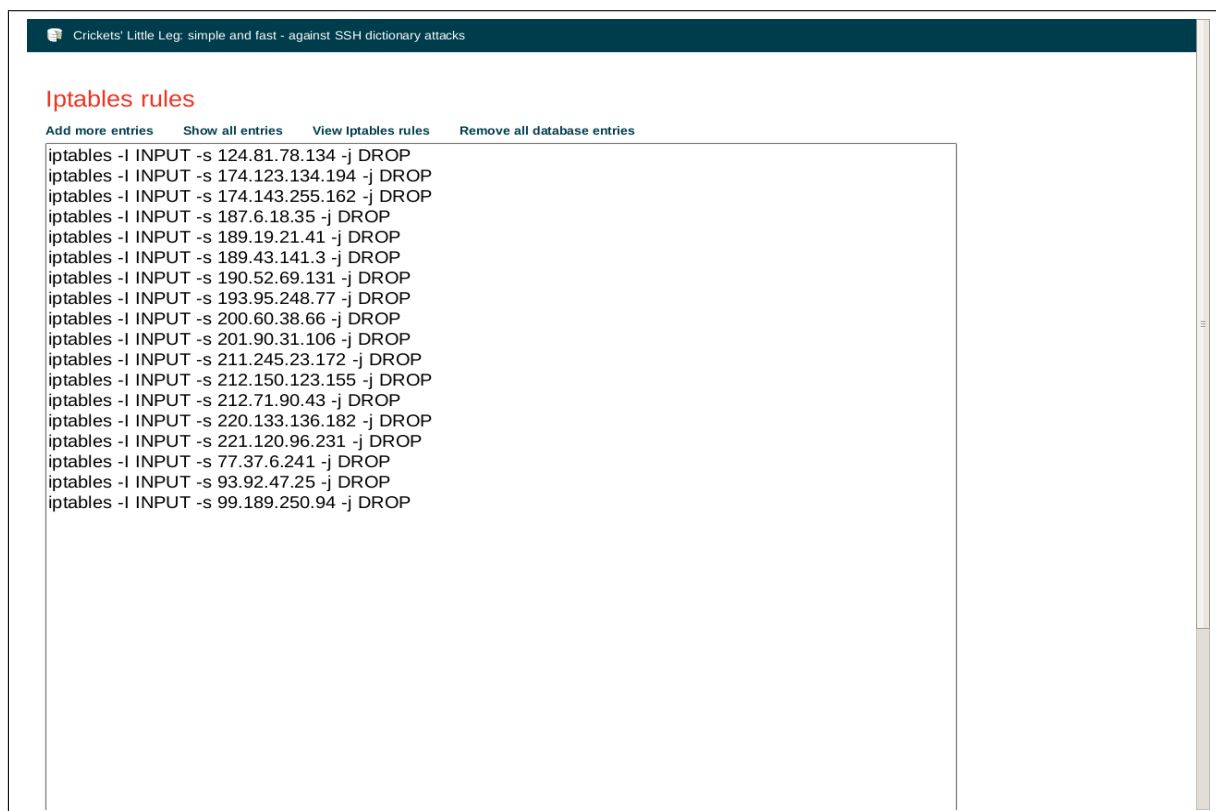 Crickets' Little Leg: simple and fast - against SSH dictionary attacks
Iptables rules
Add more entries Show all entries View Iptables rules Remove all database entries
iptables -I INPUT -s 124.81.78.134 -j DROP
iptables -I INPUT -s 174.123.134.194 -j DROP
iptables -I INPUT -s 174.143.255.162 -j DROP
iptables -I INPUT -s 187.6.18.35 -j DROP
iptables -I INPUT -s 189.19.21.41 -j DROP
iptables -I INPUT -s 189.43.141.3 -j DROP
iptables -I INPUT -s 190.52.69.131 -j DROP
iptables -I INPUT -s 193.95.248.77 -j DROP
iptables -I INPUT -s 200.60.38.66 -j DROP
iptables -I INPUT -s 201.90.31.106 -j DROP
iptables -I INPUT -s 211.245.23.172 -j DROP
iptables -I INPUT -s 212.150.123.155 -j DROP
iptables -I INPUT -s 212.71.90.43 -j DROP
iptables -I INPUT -s 220.133.136.182 -j DROP
iptables -I INPUT -s 221.120.96.231 -j DROP
iptables -I INPUT -s 77.37.6.241 -j DROP
iptables -I INPUT -s 93.92.47.25 -j DROP
iptables -I INPUT -s 99.189.250.94 -j DROP